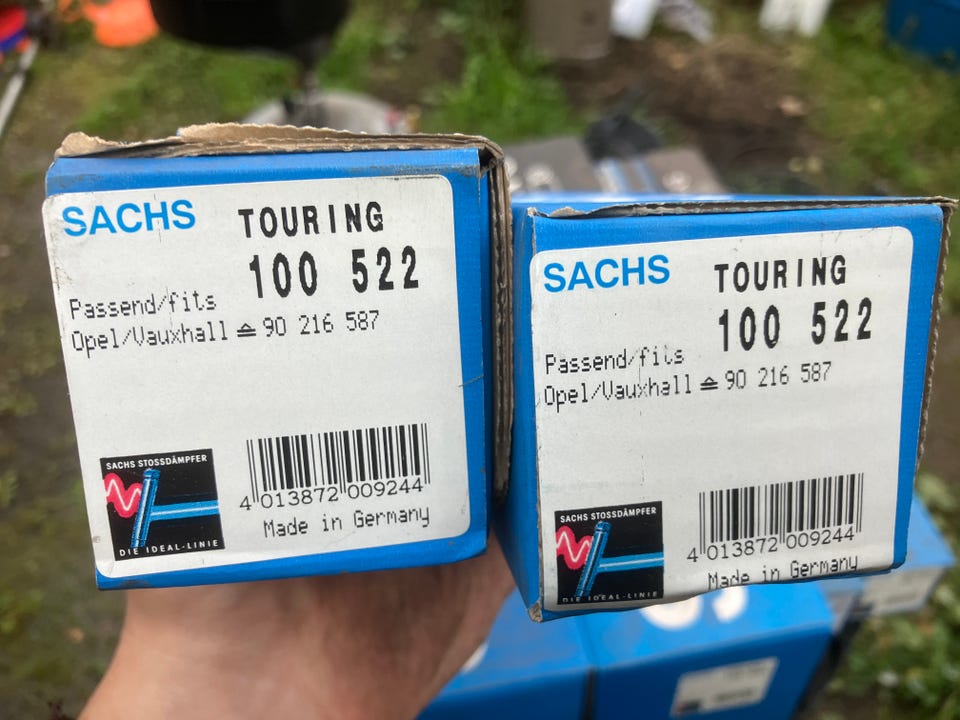 SACHS TOURING
100 522
Passend/fits
Opel/Vauxhall ≙ 90 216 587
SACHS STOSSDÄMPFER
DIE IDEAL-LINIE
4 013872 009244
Made in Germany
SACHS TOURING
100 522
Passend/fits
Opel/Vauxhall ≙ 90 216 587
SACHS STOSSDÄMPFER
DIE IDEAL-LINIE
4 013872 009244
Made in Germany